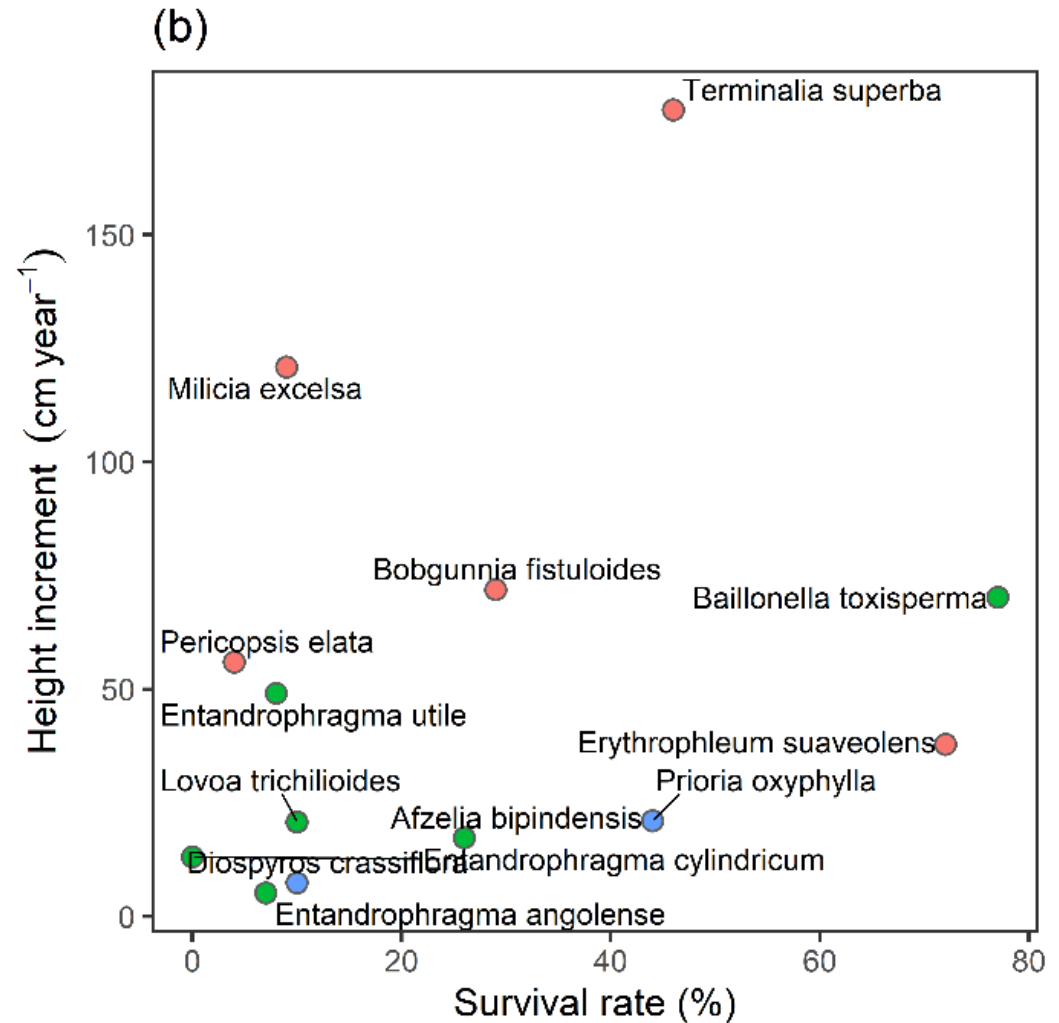 (b)
Terminalia superba
150
Milicia excelsa
100
Bobgunnia fistuloides
Baillonella toxisperma
Pericopsis elata
50
Entandrophragma utile
Erythrophleum suaveolens
Lovoa trichilioides
Prioria oxyphylla
Afzelia bipindensis
Diospyros crassiflora
Entandrophragma cylindricum
Entandrophragma angolense
0
0 20 40 60 80
Survival rate (%)
Height increment (cm year⁻¹)